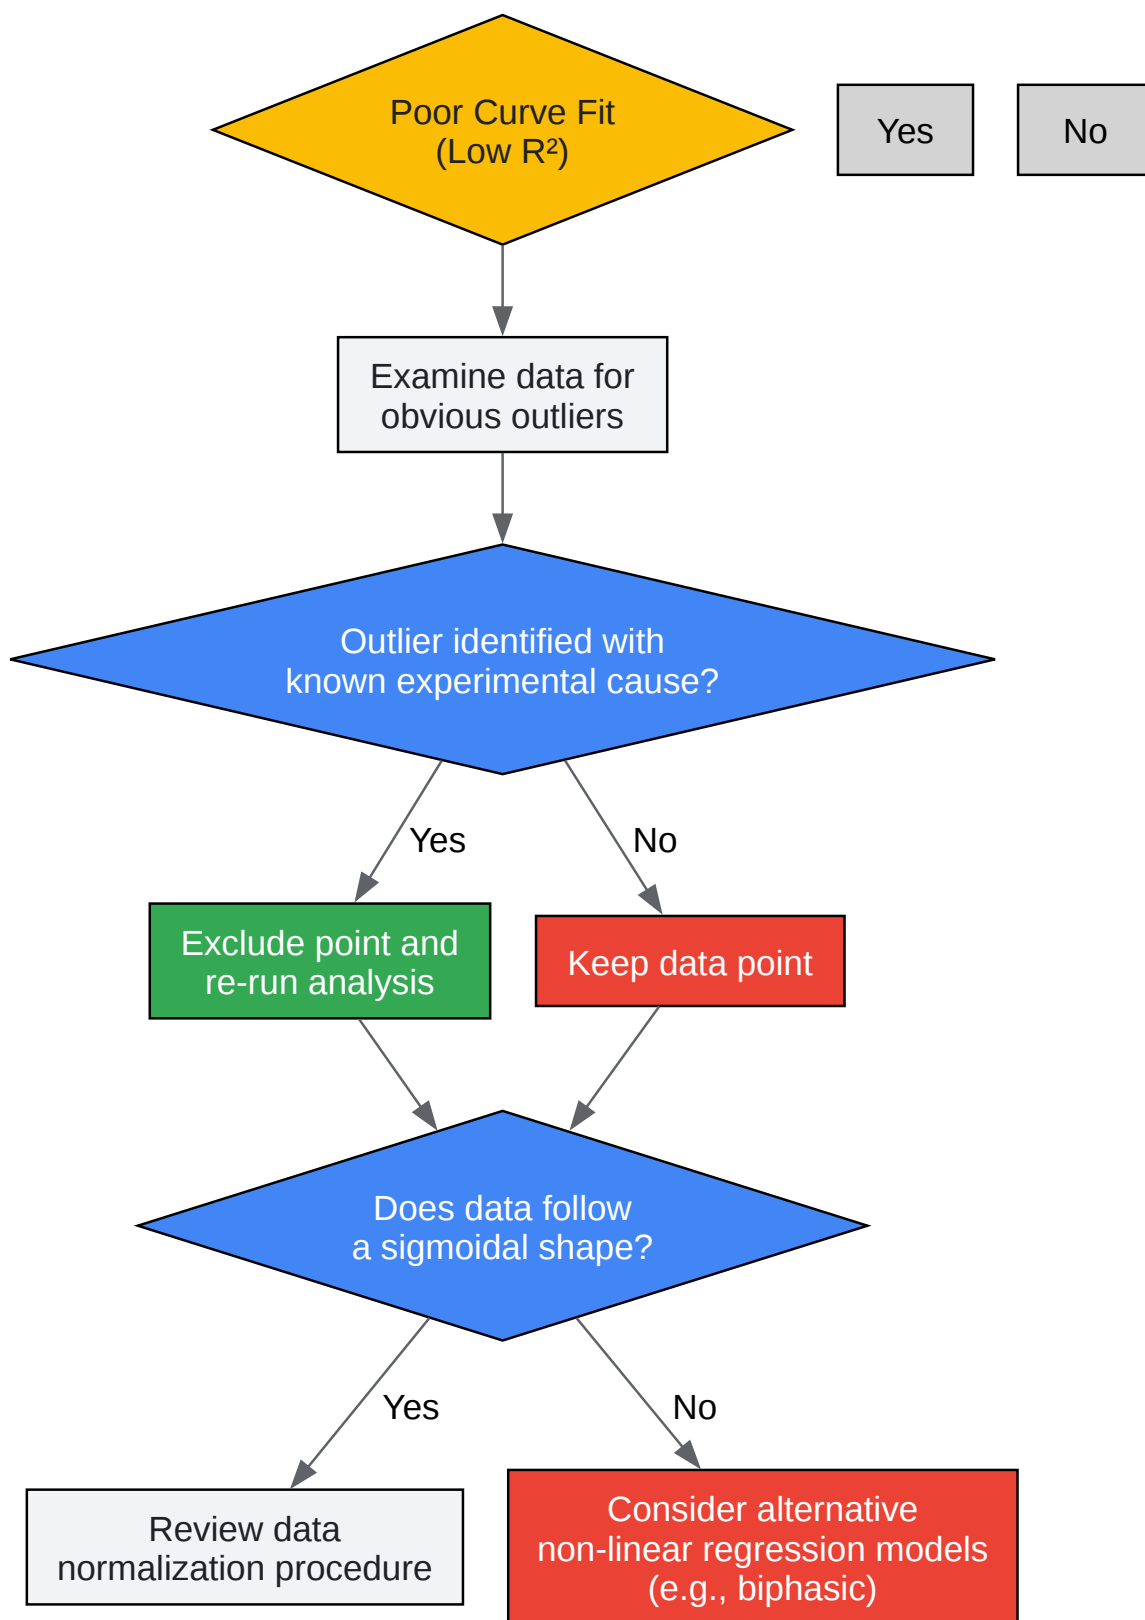 Poor Curve Fit
(Low R²)
Yes
No
Examine data for
obvious outliers
Outlier identified with
known experimental cause?
Yes
No
Exclude point and
re-run analysis
Keep data point
Does data follow
a sigmoidal shape?
Yes
No
Review data
normalization procedure
Consider alternative
non-linear regression models
(e.g., biphasic)